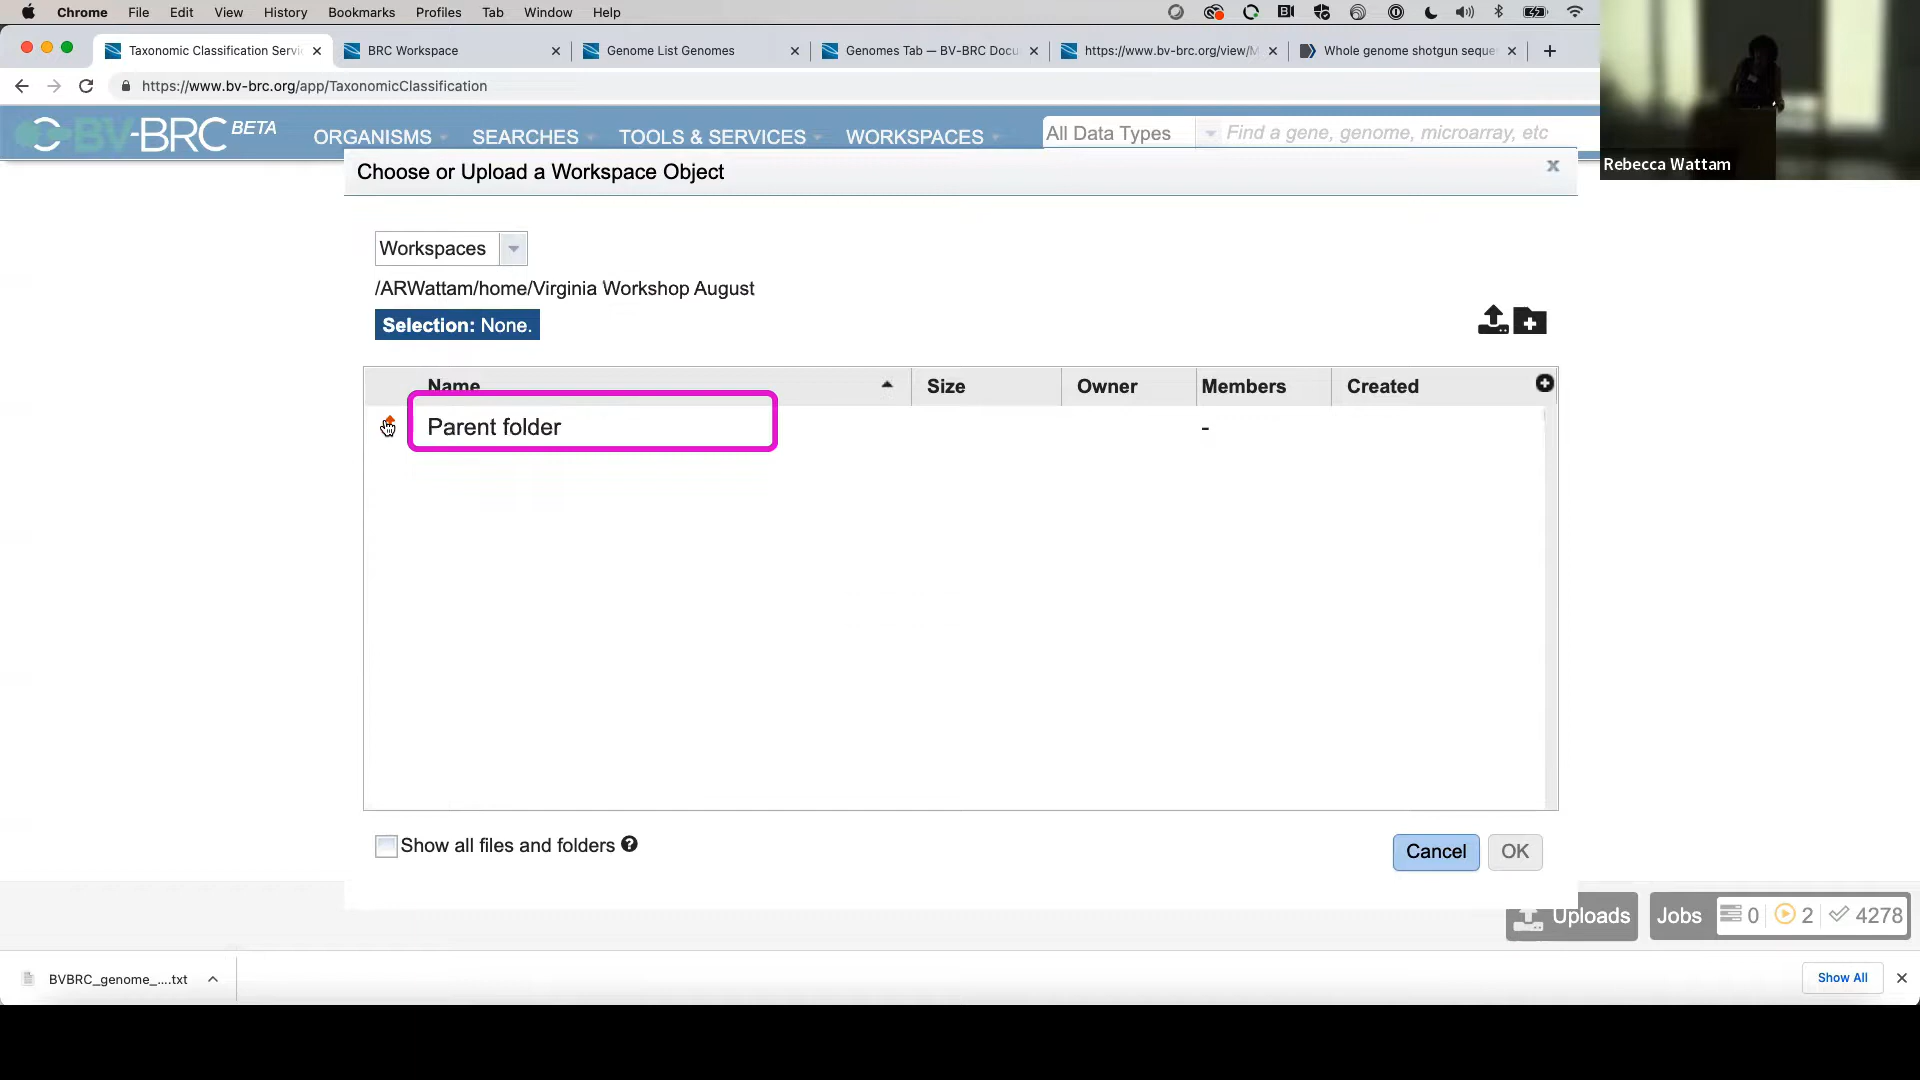 Chrome File Edit View History Bookmarks Profiles Tab Window Help
Taxonomic Classification Servi BRC Workspace Genome List Genomes Genomes Tab — BV-BRC Docu https://www.bv-brc.org/view/M Whole genome shotgun seque
https://www.bv-brc.org/app/TaxonomicClassification
BV-BRC BETA ORGANISMS SEARCHES TOOLS & SERVICES WORKSPACES All Data Types Find a gene, genome, microarray, etc
Rebecca Wattam
Choose or Upload a Workspace Object x
Workspaces
/ARWattam/home/Virginia Workshop August
Selection: None.
Name Size Owner Members Created
Parent folder -
Show all files and folders
Cancel OK
Uploads Jobs 0 2 4278
BVBRC_genome_....txt Show All